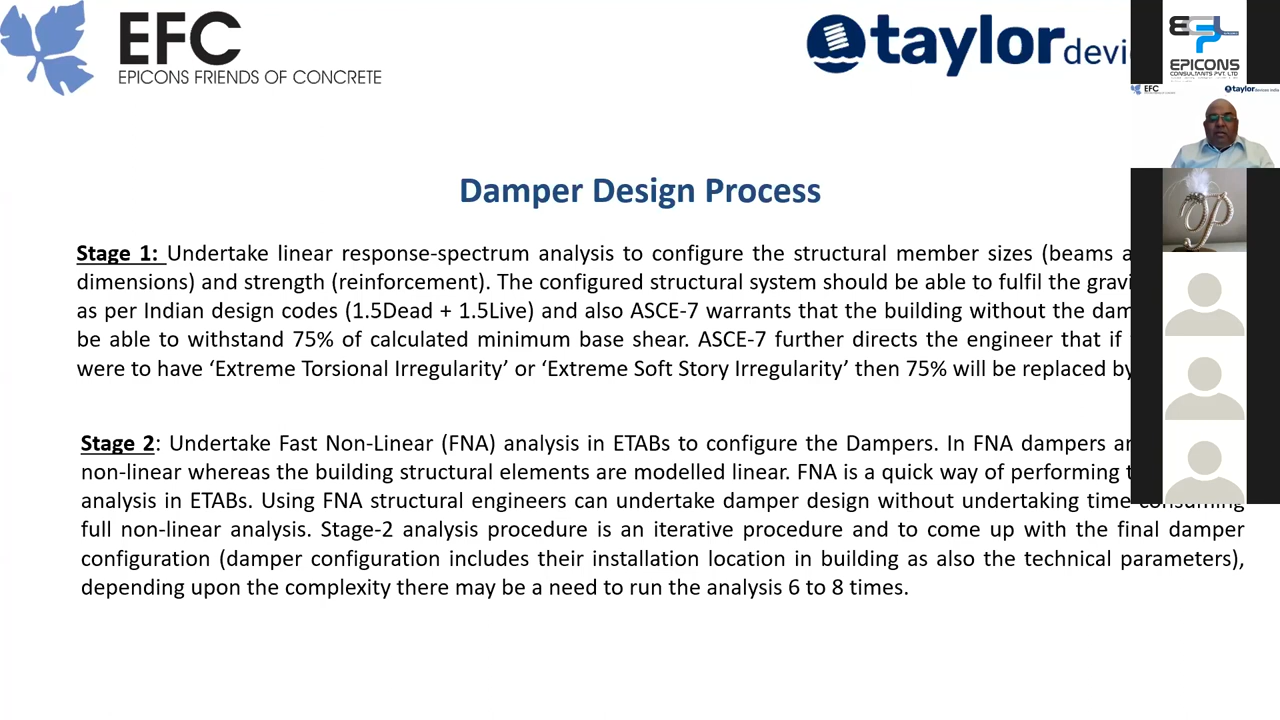 EFC
EPICONS FRIENDS OF CONCRETE
taylor devi
EPICONS
CONSULTANTS PVT. LTD
EFC
taylor devices india
Damper Design Process
Stage 1: Undertake linear response-spectrum analysis to configure the structural member sizes (beams a
dimensions) and strength (reinforcement). The configured structural system should be able to fulfil the gravi
as per Indian design codes (1.5Dead + 1.5Live) and also ASCE-7 warrants that the building without the dam
be able to withstand 75% of calculated minimum base shear. ASCE-7 further directs the engineer that if
were to have ‘Extreme Torsional Irregularity’ or ‘Extreme Soft Story Irregularity’ then 75% will be replaced by
Stage 2: Undertake Fast Non-Linear (FNA) analysis in ETABs to configure the Dampers. In FNA dampers ar
non-linear whereas the building structural elements are modelled linear. FNA is a quick way of performing
analysis in ETABs. Using FNA structural engineers can undertake damper design without undertaking time consuming
full non-linear analysis. Stage-2 analysis procedure is an iterative procedure and to come up with the final damper
configuration (damper configuration includes their installation location in building as also the technical parameters),
depending upon the complexity there may be a need to run the analysis 6 to 8 times.